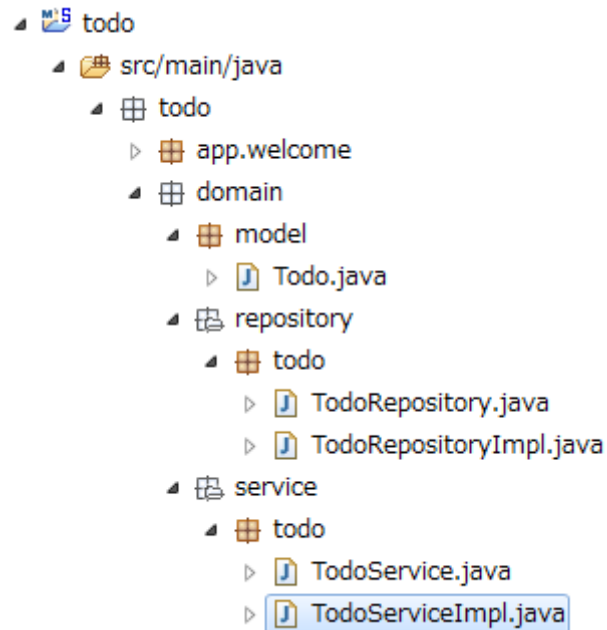 todo
src/main/java
todo
app.welcome
domain
model
Todo.java
repository
todo
TodoRepository.java
TodoRepositoryImpl.java
service
todo
TodoService.java
TodoServiceImpl.java